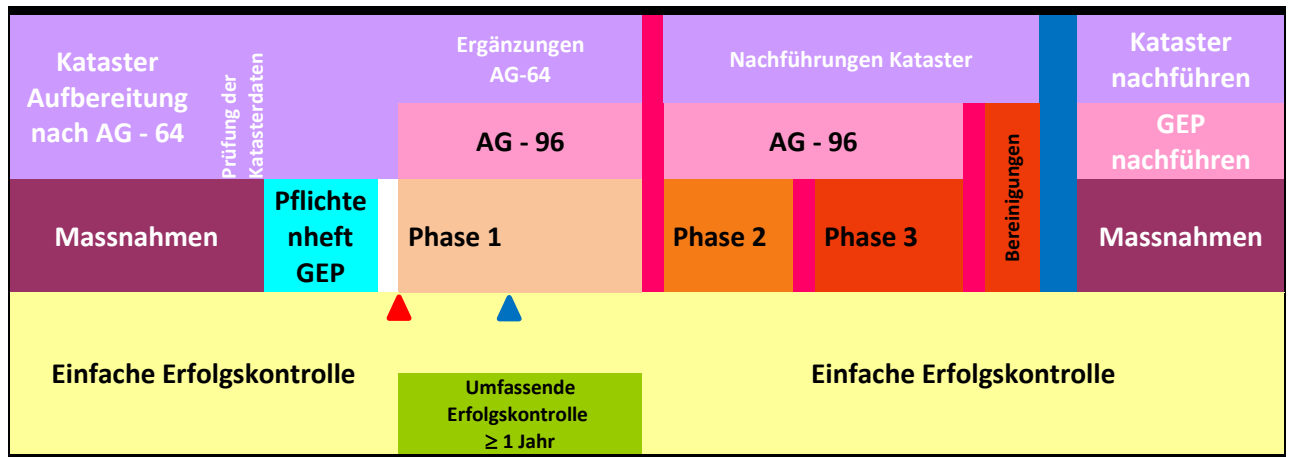 Kataster
Aufbereitung
nach AG - 64
Prüfung der
Katasterdaten
Ergänzungen
AG-64
Nachführungen Kataster
Kataster
nachführen
AG - 96
AG - 96
Bereinigungen
GEP
nachführen
Massnahmen
Pflichte
nheft
GEP
Phase 1
Phase 2
Phase 3
Massnahmen
Einfache Erfolgskontrolle
Umfassende
Erfolgskontrolle
≥ 1 Jahr
Einfache Erfolgskontrolle